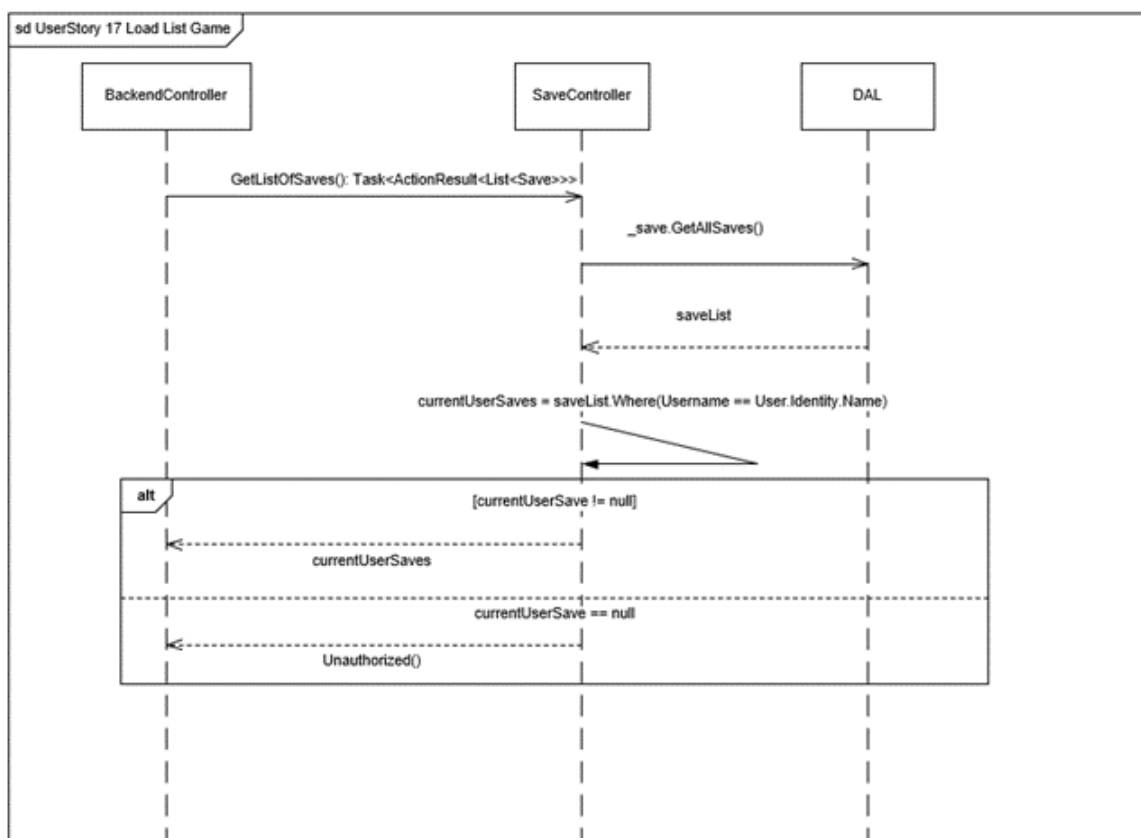 sd UserStory 17 Load List Game
BackendController
SaveController
DAL
GetListOfSaves(): Task<ActionResult<List<Save>>>
_save.GetAllSaves()
saveList
currentUserSaves = saveList.Where(Username == User.Identity.Name)
alt
[currentUserSave != null]
currentUserSaves
currentUserSave == null
Unauthorized()